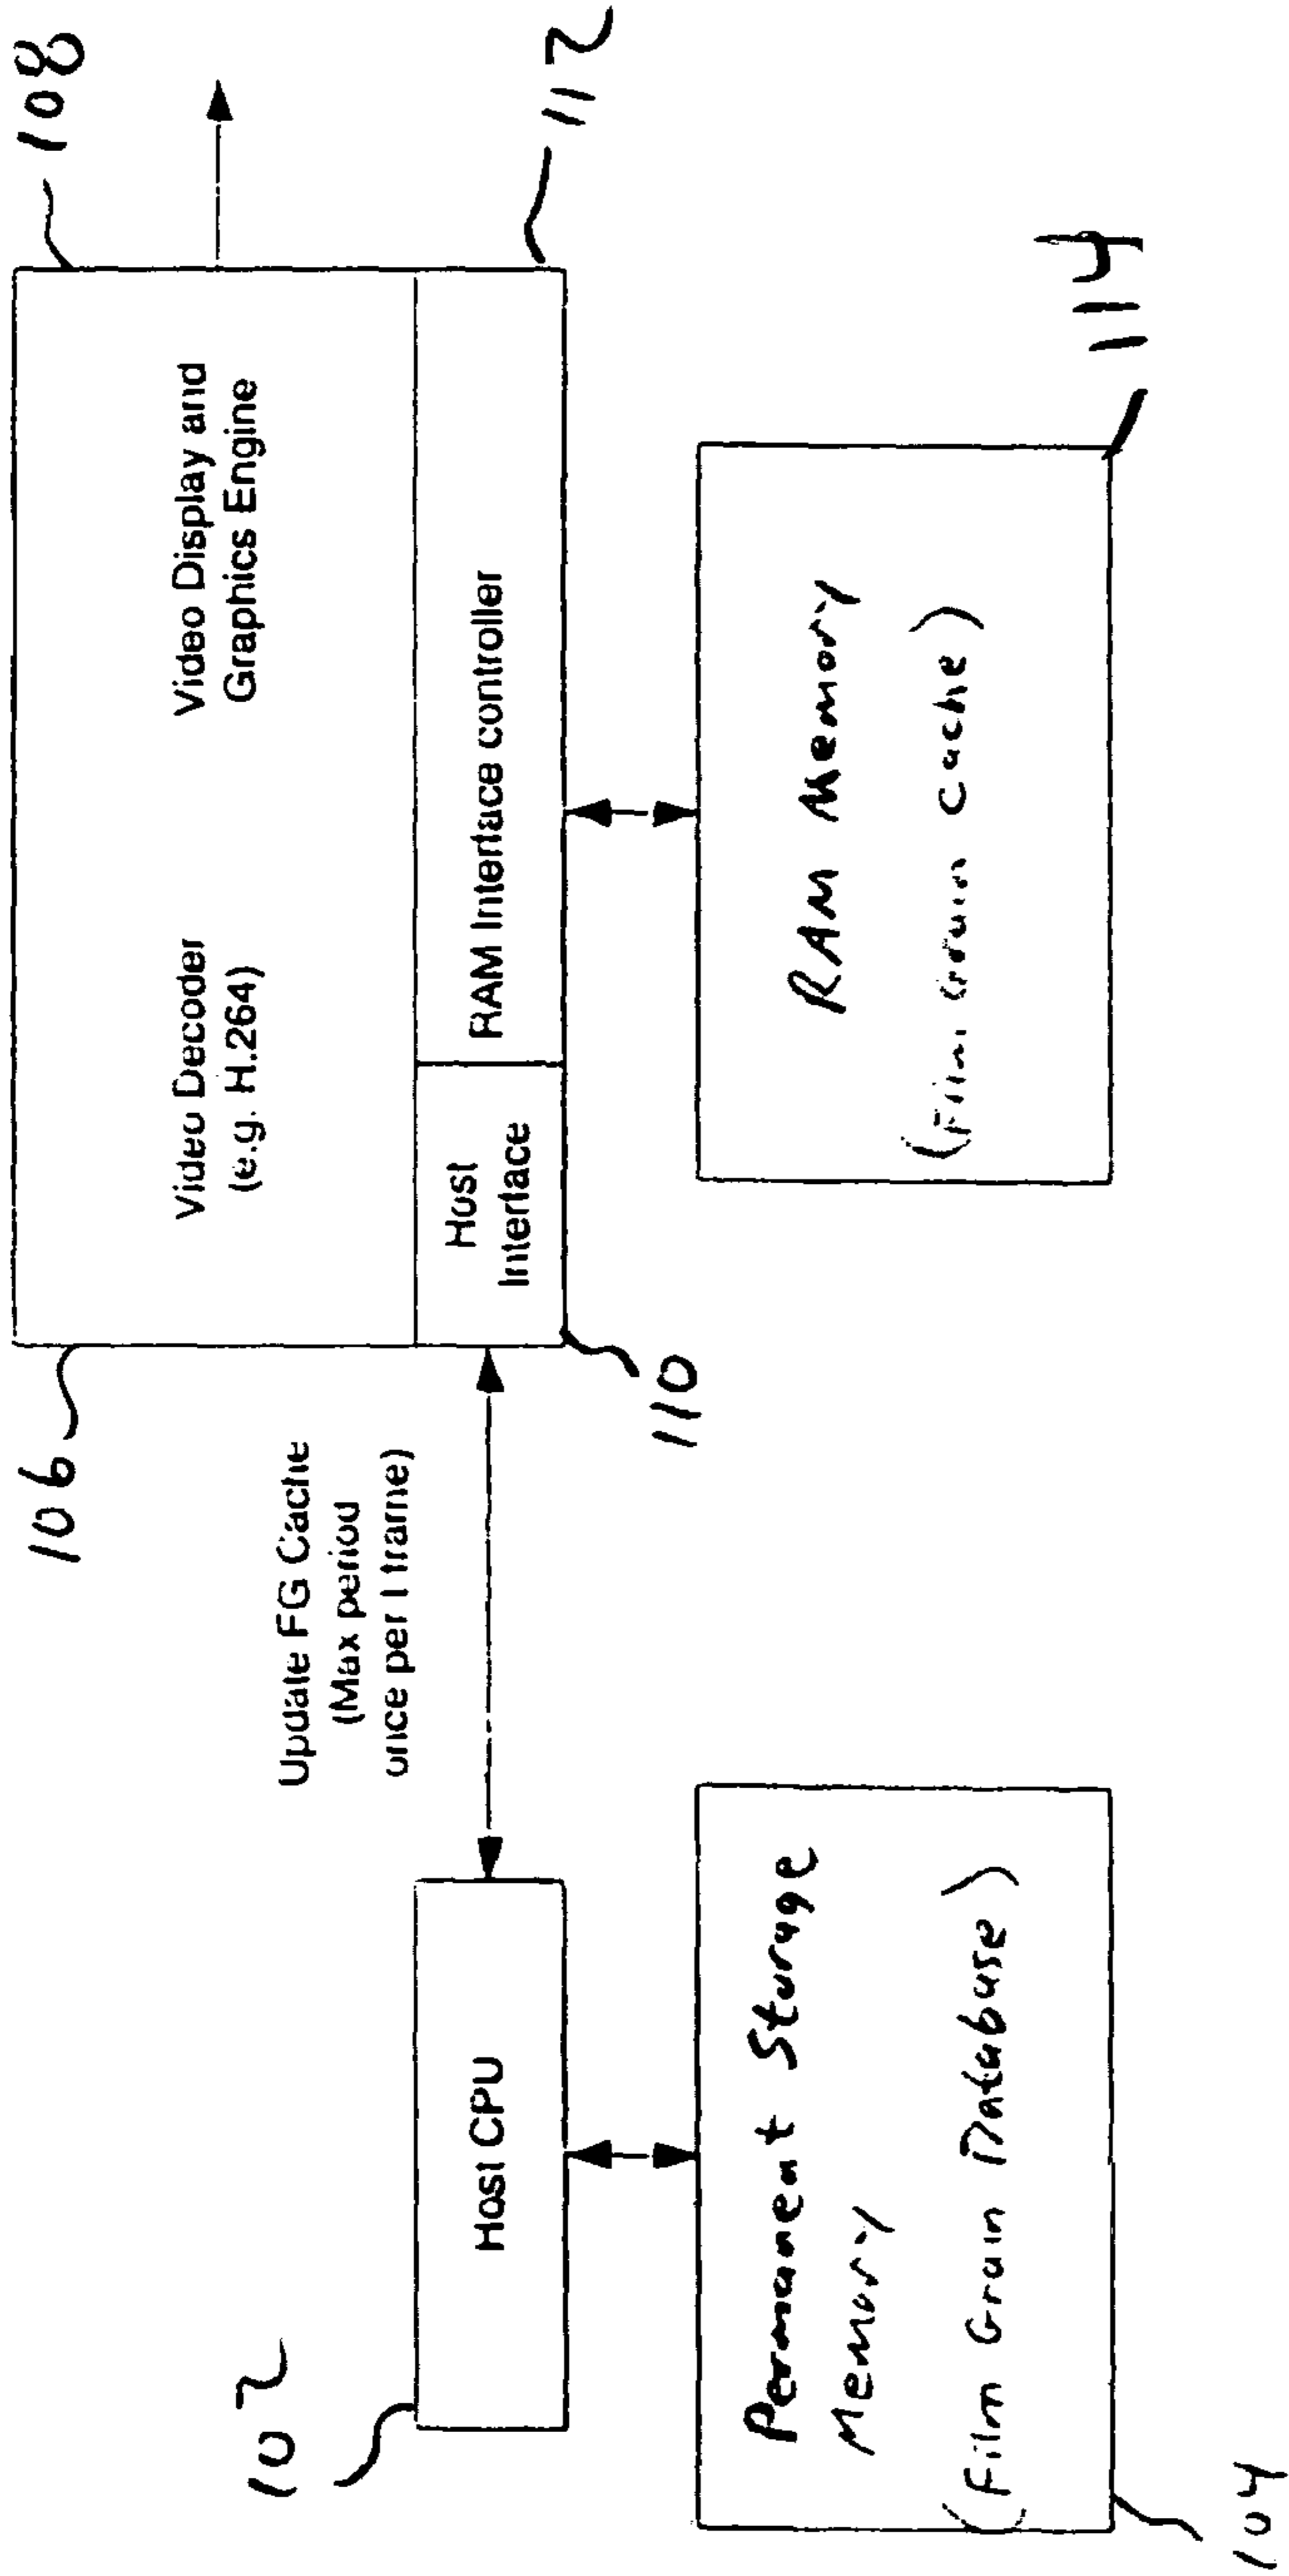 106
108
Video Decoder
(e.g. H.264)
Video Display and
Graphics Engine
Update FG Cache
(Max period
once per I frame)
102
Host CPU
Host
Interface
RAM Interface controller
112
110
Permanent Storage
Memory
(Film Grain Database)
104
RAM Memory
(Film Grain Cache)
114